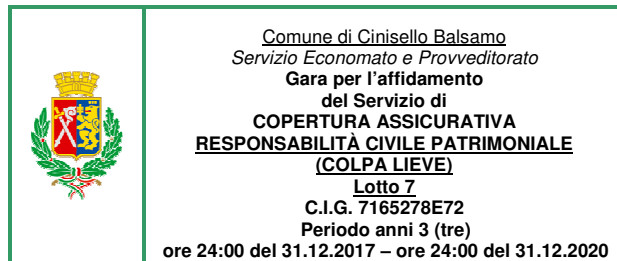 Comune di Cinisello Balsamo
Servizio Economato e Provveditorato
Gara per l'affidamento
del Servizio di
COPERTURA ASSICURATIVA
RESPONSABILITÀ CIVILE PATRIMONIALE
(COLPA LIEVE)
Lotto 7
C.I.G. 7165278E72
Periodo anni 3 (tre)
ore 24:00 del 31.12.2017 – ore 24:00 del 31.12.2020